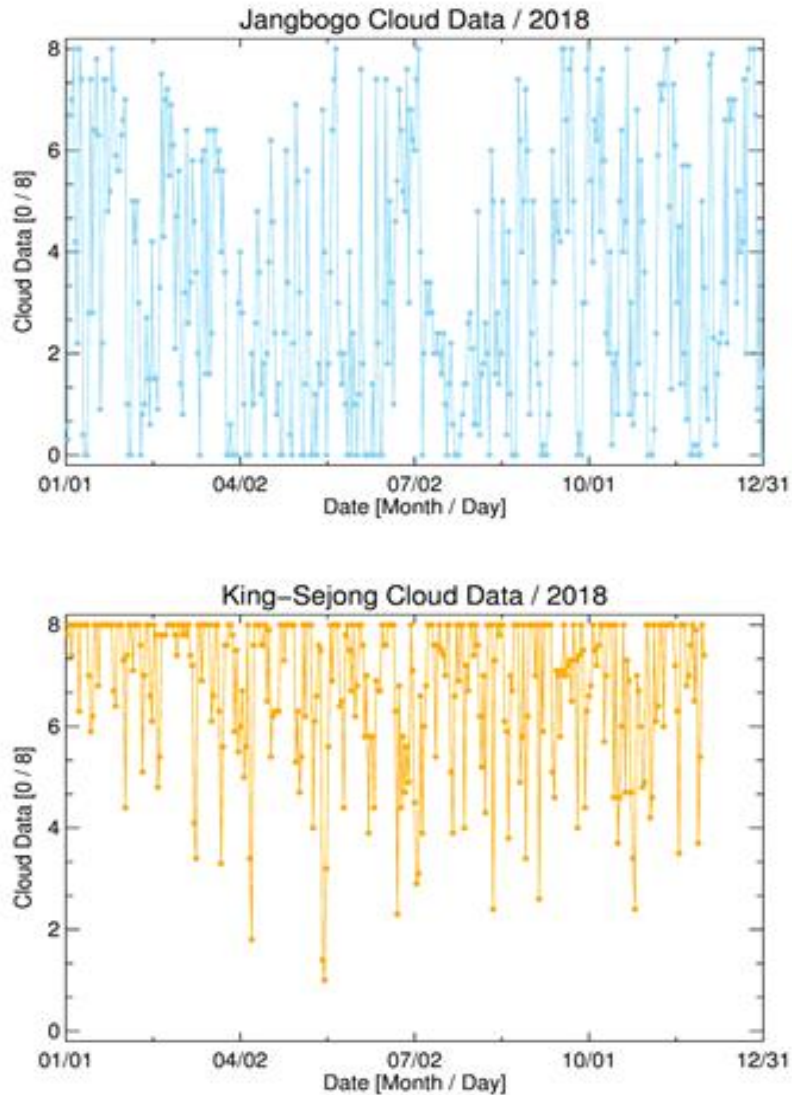 Jangbogo Cloud Data / 2018
Cloud Data [0 / 8]
8
6
4
2
0
01/01 04/02 07/02 10/01 12/31
Date [Month / Day]
King-Sejong Cloud Data / 2018
Cloud Data [0 / 8]
8
6
4
2
0
01/01 04/02 07/02 10/01 12/31
Date [Month / Day]